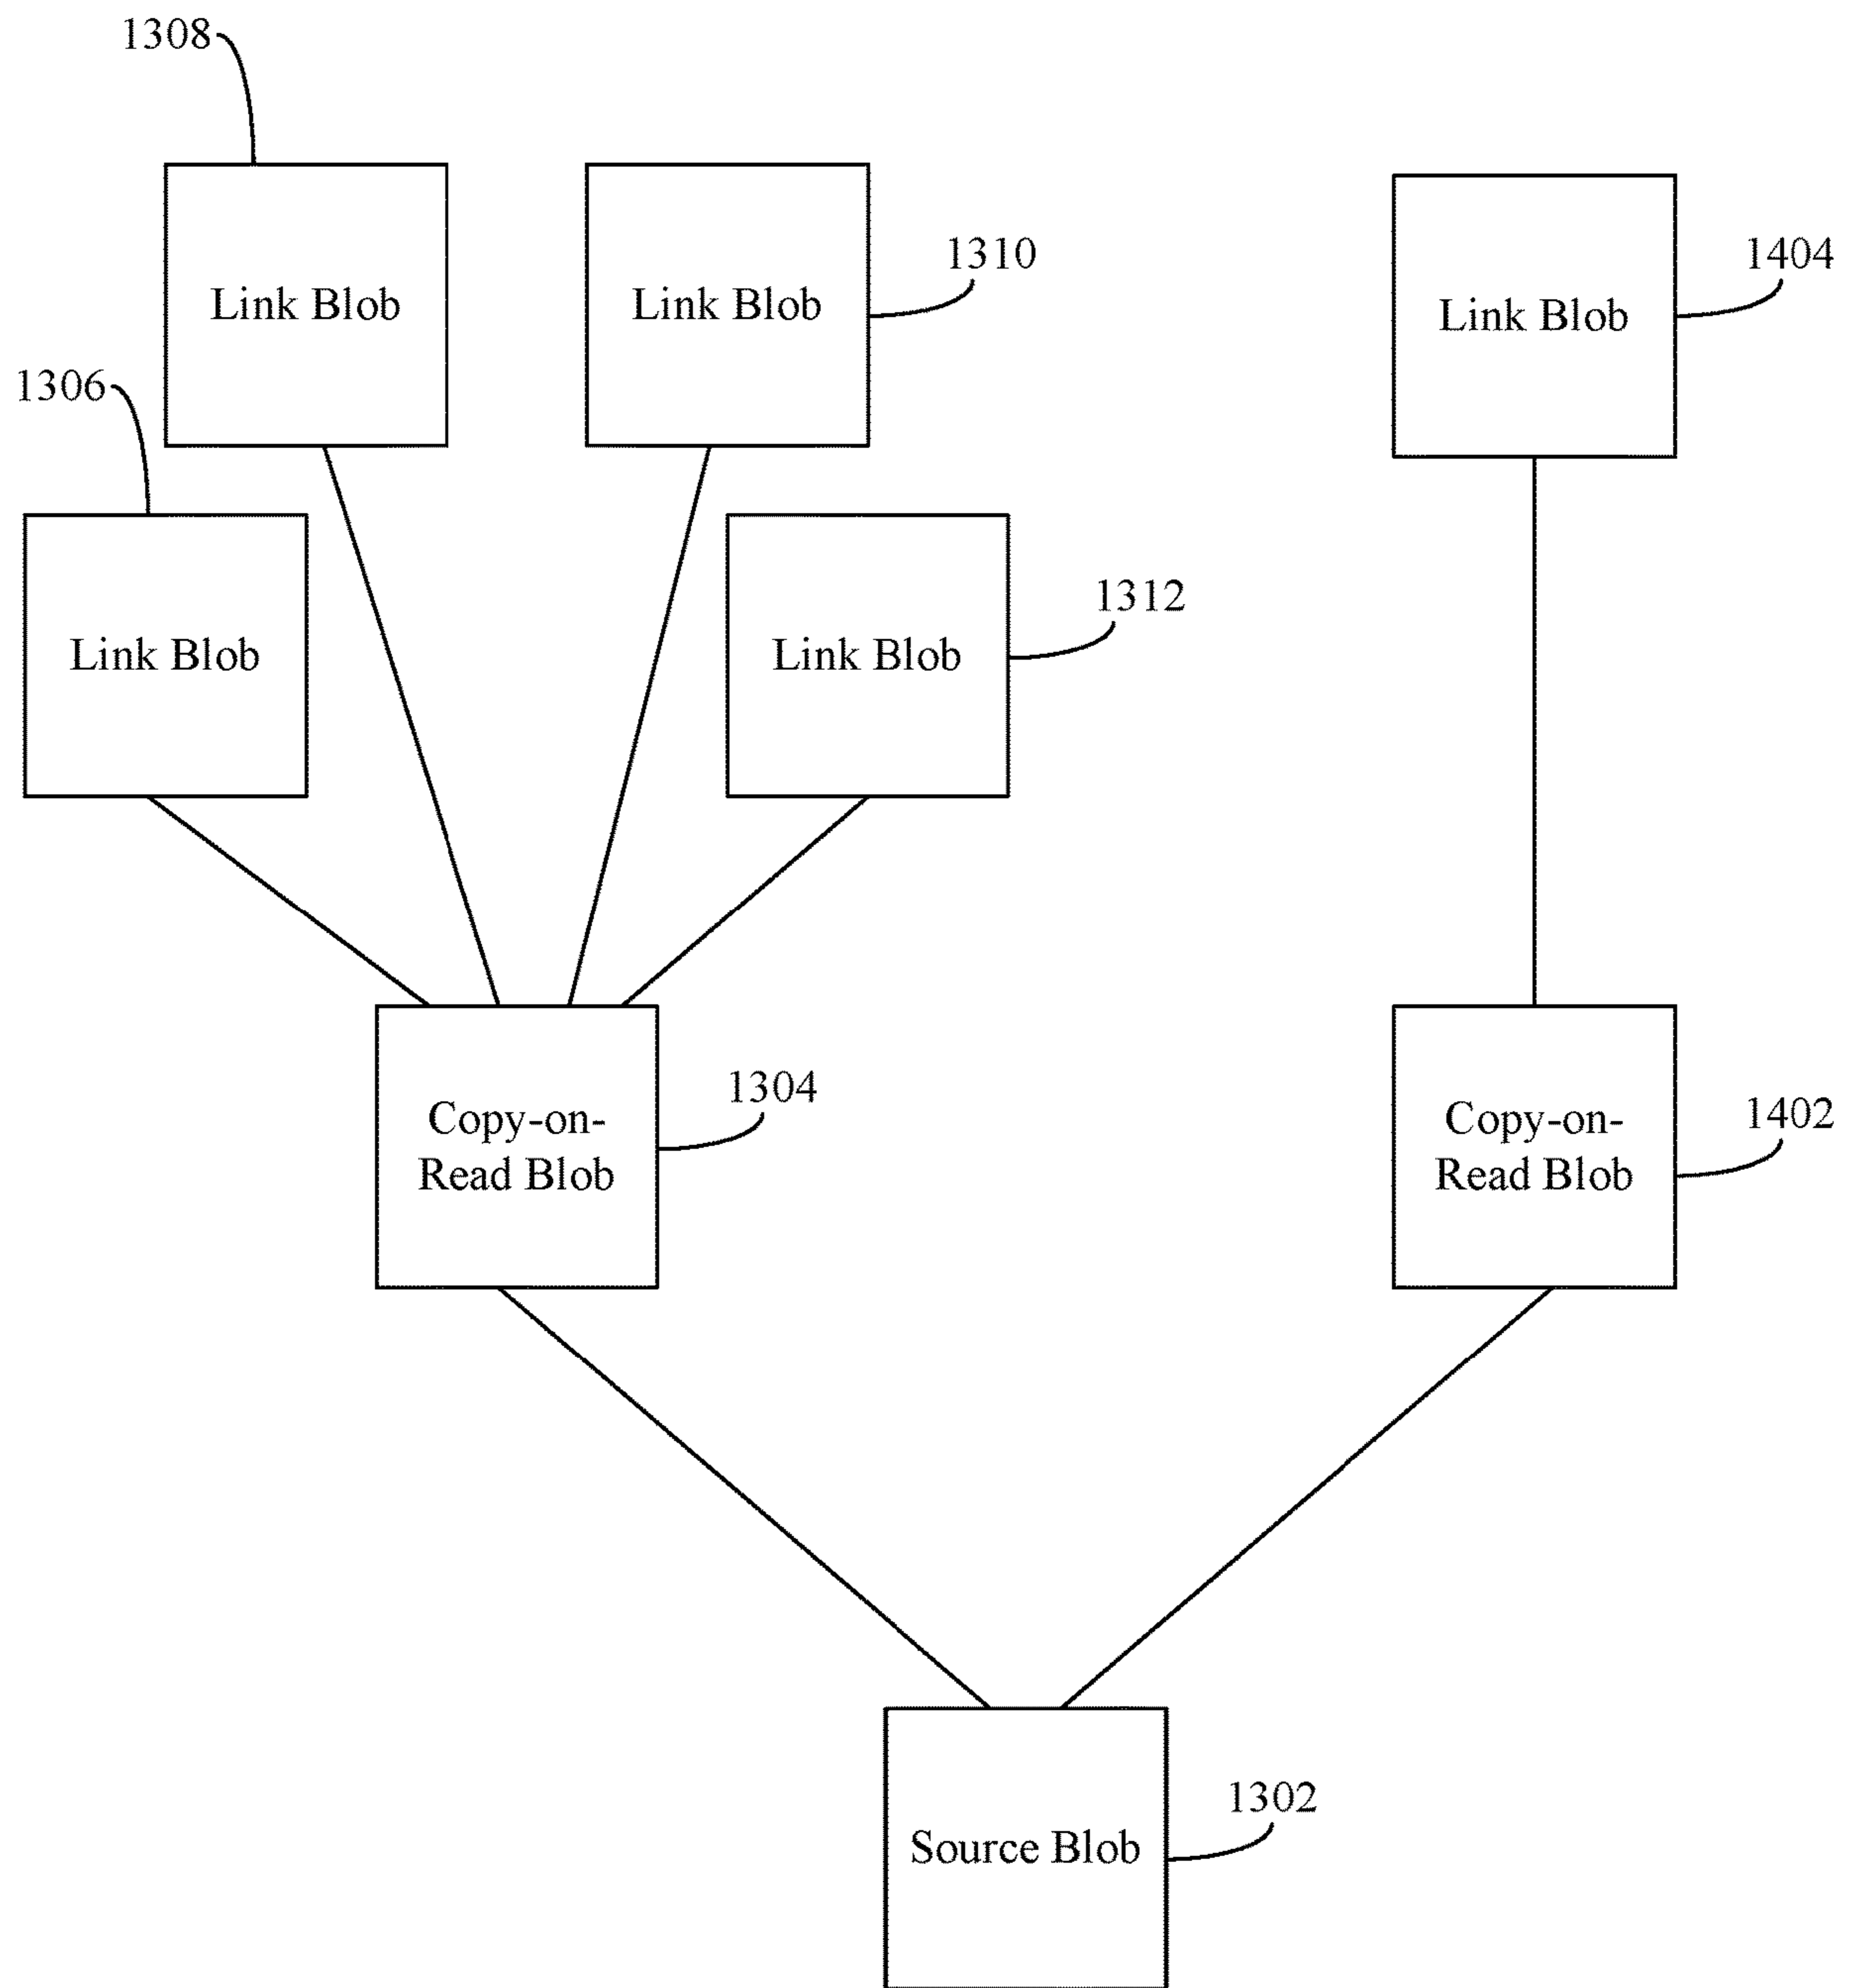 1308
Link Blob
Link Blob
1310
Link Blob
1404
1306
Link Blob
Link Blob
1312
Copy-on-
Read Blob
1304
Copy-on-
Read Blob
1402
Source Blob
1302